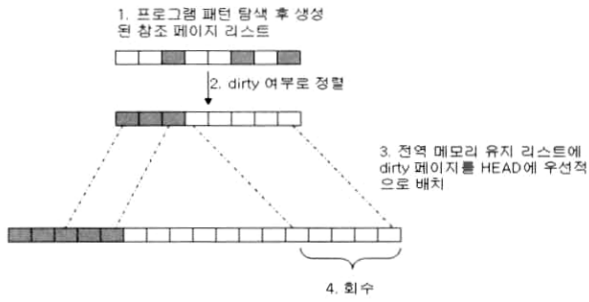 1. 프로그램 패턴 탐색 후 생성
된 참조 페이지 리스트
2. dirty 여부로 정렬
3. 전역 메모리 유지 리스트에
dirty 페이지를 HEAD에 우선적
으로 배치
4. 회수